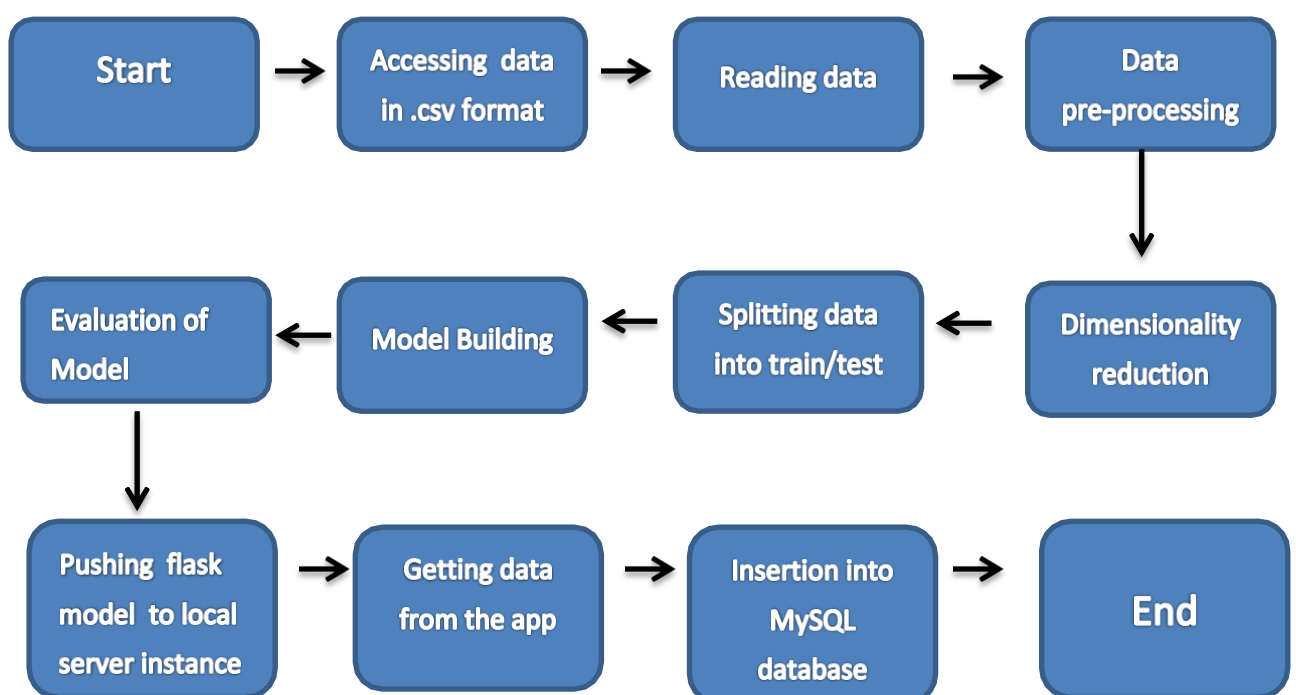 Start
Accessing data
in .csv format
Reading data
Data
pre-processing
Dimensionality
reduction
Splitting data
into train/test
Model Building
Evaluation of
Model
Pushing flask
model to local
server instance
Getting data
from the app
Insertion into
MySQL
database
End